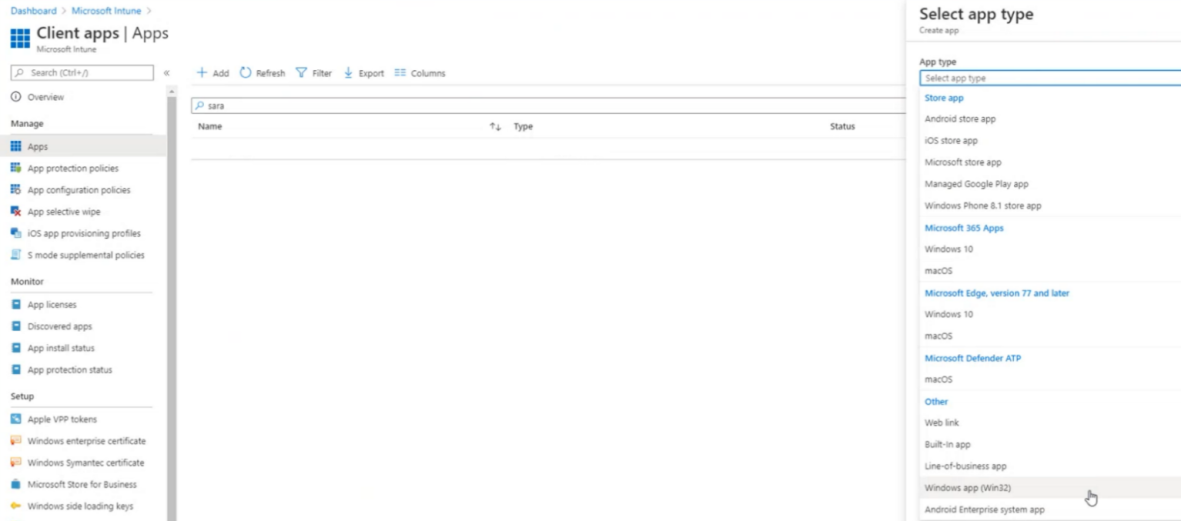 Dashboard > Microsoft Intune >
Client apps | Apps
Microsoft Intune
Search (Ctrl+/)
«
Overview
Manage
Apps
App protection policies
App configuration policies
App selective wipe
iOS app provisioning profiles
S mode supplemental policies
Monitor
App licenses
Discovered apps
App install status
App protection status
Setup
Apple VPP tokens
Windows enterprise certificate
Windows Symantec certificate
Microsoft Store for Business
Windows side loading keys
Add Refresh Filter Export Columns
sara
Name Type Status
Select app type
Create app
App type
Select app type
Store app
Android store app
iOS store app
Microsoft store app
Managed Google Play app
Windows Phone 8.1 store app
Microsoft 365 Apps
Windows 10
macOS
Microsoft Edge, version 77 and later
Windows 10
macOS
Microsoft Defender ATP
macOS
Other
Web link
Built-In app
Line-of-business app
Windows app (Win32)
Android Enterprise system app